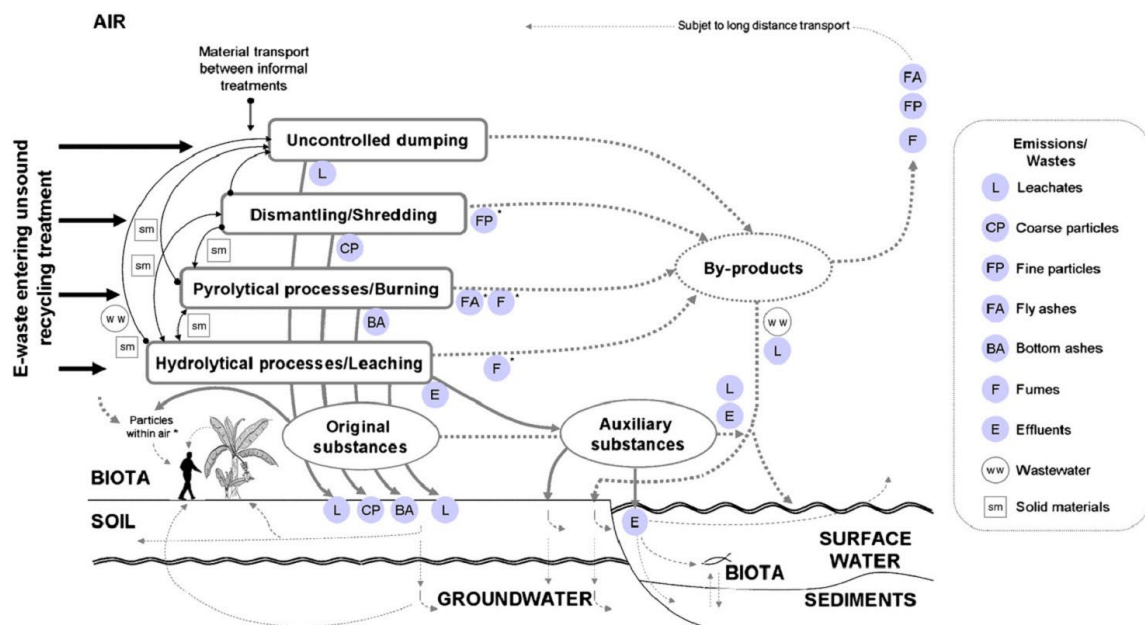 AIR
Subjet to long distance transport
Material transport
between informal
treatments
FA
FP
F
Uncontrolled dumping
L
Dismantling/Shredding
FP*
sm
CP
sm
sm
Pyrolytical processes/Burning
FA* F*
By-products
BA
ww
sm
sm
Hydrolytical processes/Leaching
F*
E
ww
L
E-waste entering unsound
recycling treatment
Particles
within air*
Original
substances
Auxiliary
substances
L
E
BIOTA
SOIL
L CP BA L
E
SURFACE
WATER
BIOTA
GROUNDWATER
SEDIMENTS
Emissions/
Wastes
L Leachates
CP Coarse particles
FP Fine particles
FA Fly ashes
BA Bottom ashes
F Fumes
E Effluents
ww Wastewater
sm Solid materials